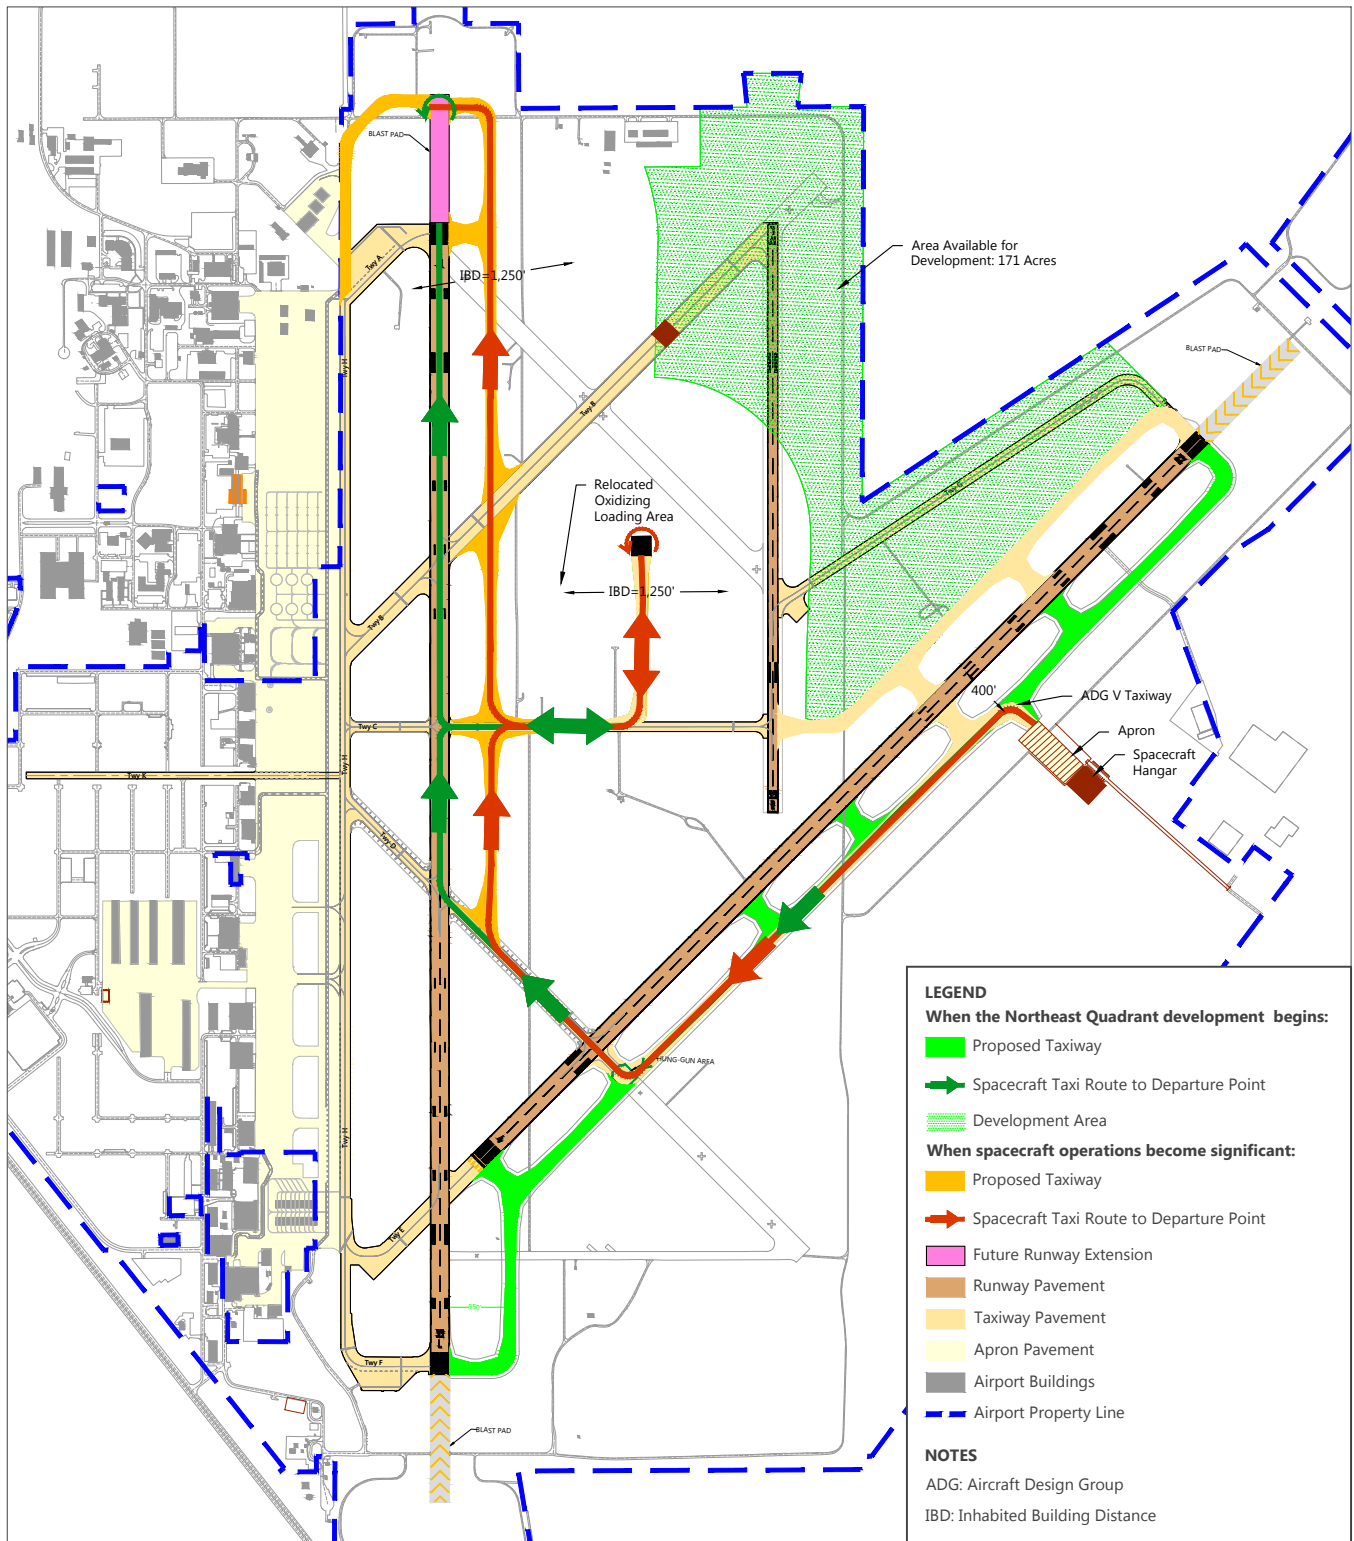 BLAST PAD
Twy A
IBD=1,250'
Area Available for
Development: 171 Acres
BLAST PAD
Twy H
Twy B
Relocated
Oxidizing
Loading Area
IBD=1,250'
Twy B
400'
ADG V Taxiway
Apron
Spacecraft
Hangar
Twy C
Twy H
Twy K
Twy D
HUNG-GUN AREA
Twy H
Twy E
Twy F
BLAST PAD
LEGEND
When the Northeast Quadrant development begins:
Proposed Taxiway
Spacecraft Taxi Route to Departure Point
Development Area
When spacecraft operations become significant:
Proposed Taxiway
Spacecraft Taxi Route to Departure Point
Future Runway Extension
Runway Pavement
Taxiway Pavement
Apron Pavement
Airport Buildings
Airport Property Line
NOTES
ADG: Aircraft Design Group
IBD: Inhabited Building Distance